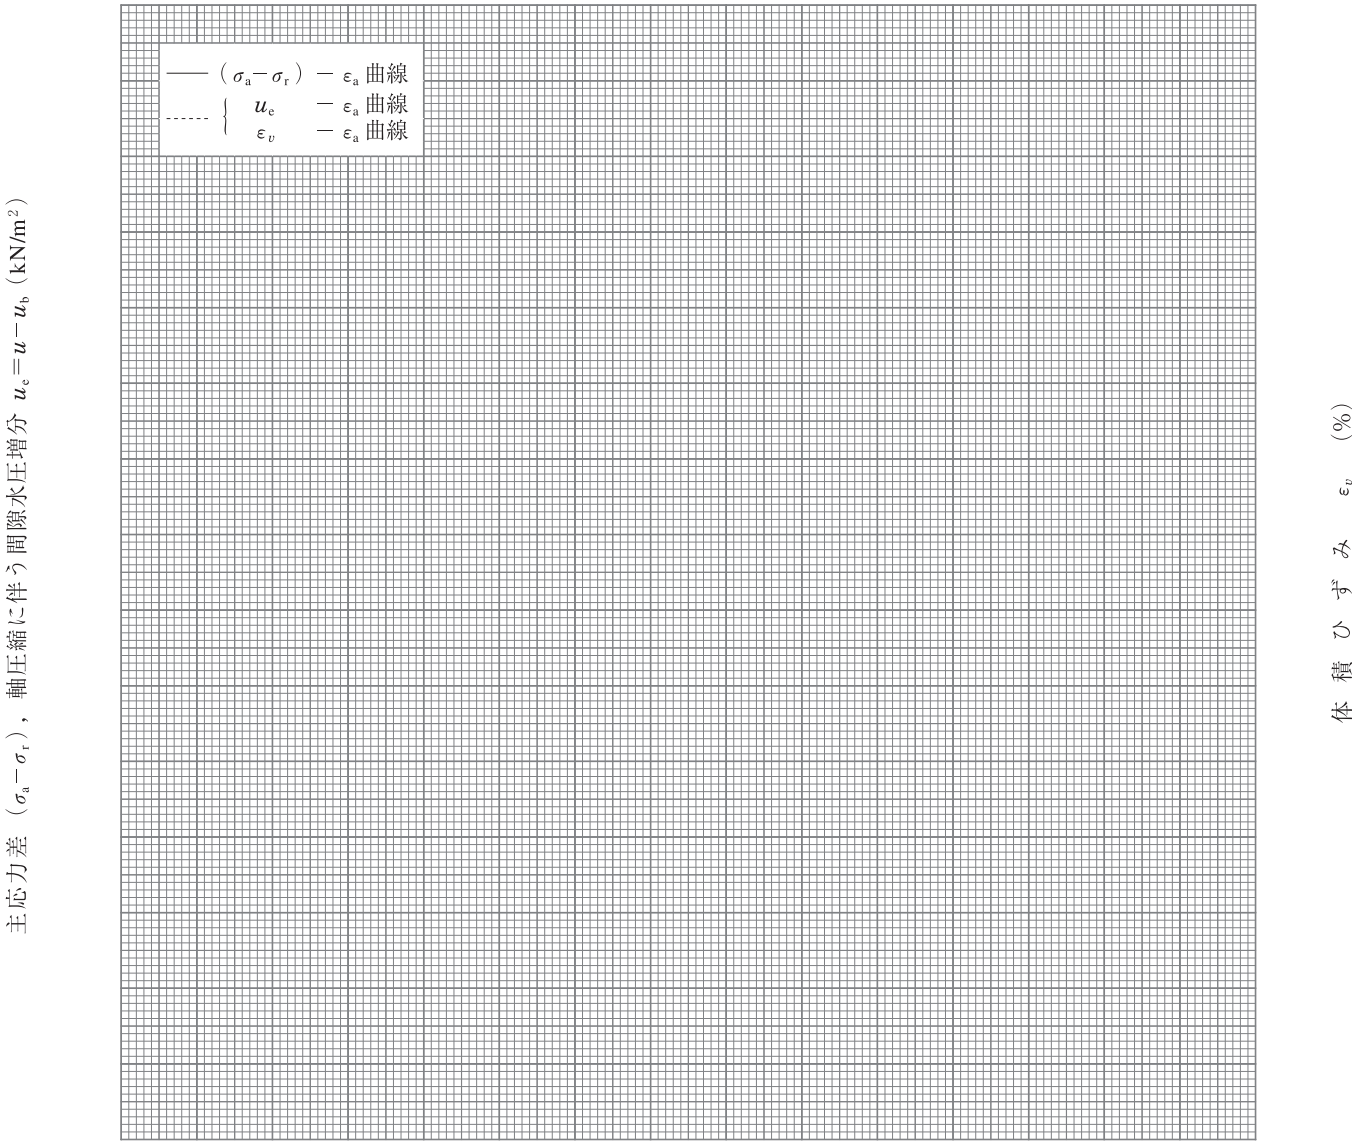 (σa−σr) − εa 曲線
ue − εa 曲線
εv − εa 曲線
主応力差 (σa−σr), 軸圧縮に伴う間隙水圧増分 ue=u−ub (kN/m²)
体積ひずみ εv (%)